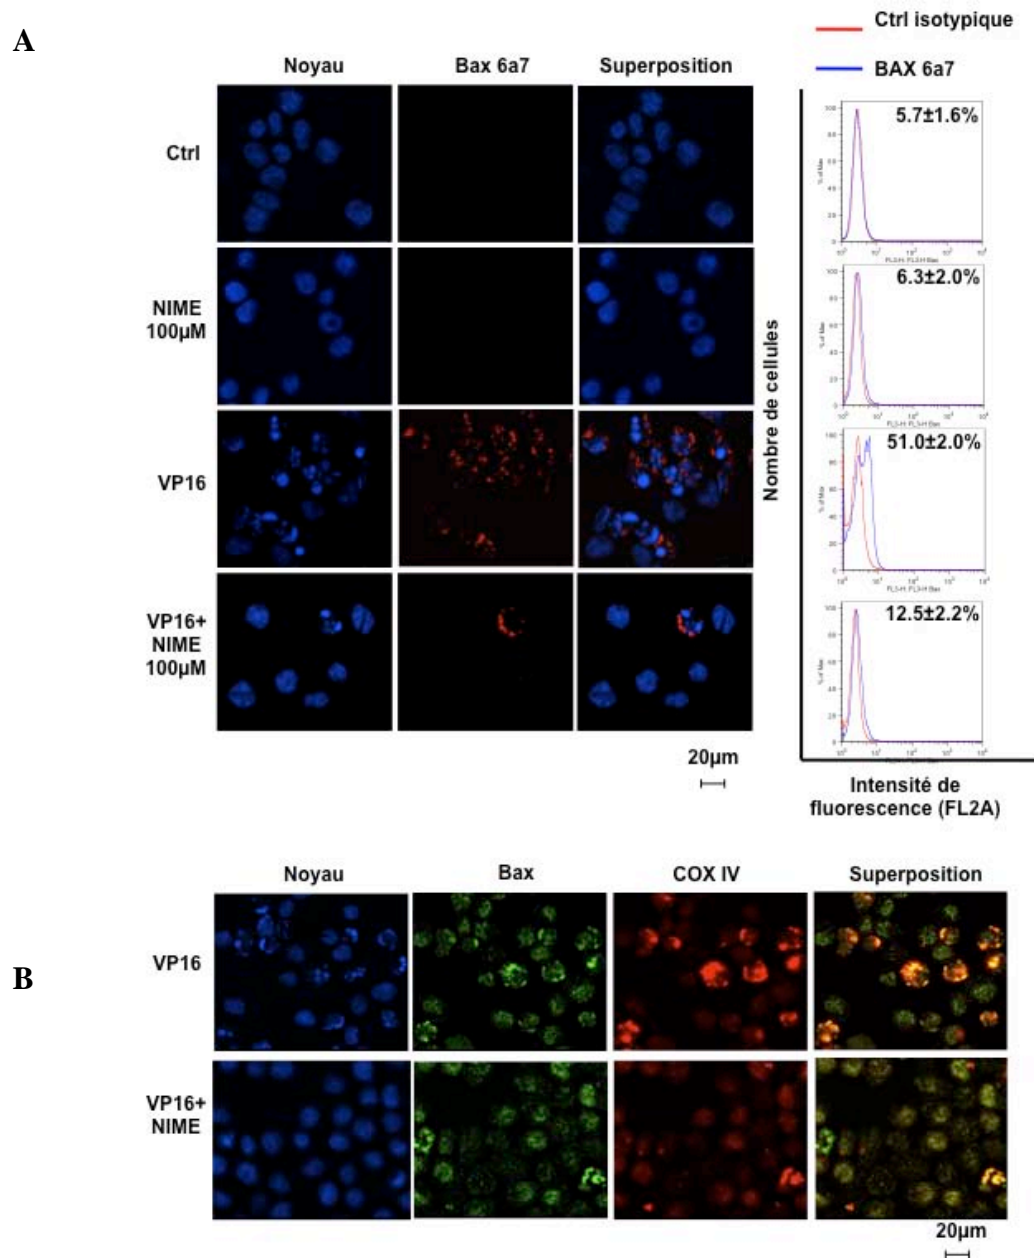 A
Ctrl isotypique
BAX 6a7
Noyau
Bax 6a7
Superposition
Ctrl
NIME
100µM
VP16
VP16+
NIME
100µM
20µm
Nombre de cellules
5.7±1.6%
6.3±2.0%
51.0±2.0%
12.5±2.2%
Intensité de
fluorescence (FL2A)
B
Noyau
Bax
COX IV
Superposition
VP16
VP16+
NIME
20µm